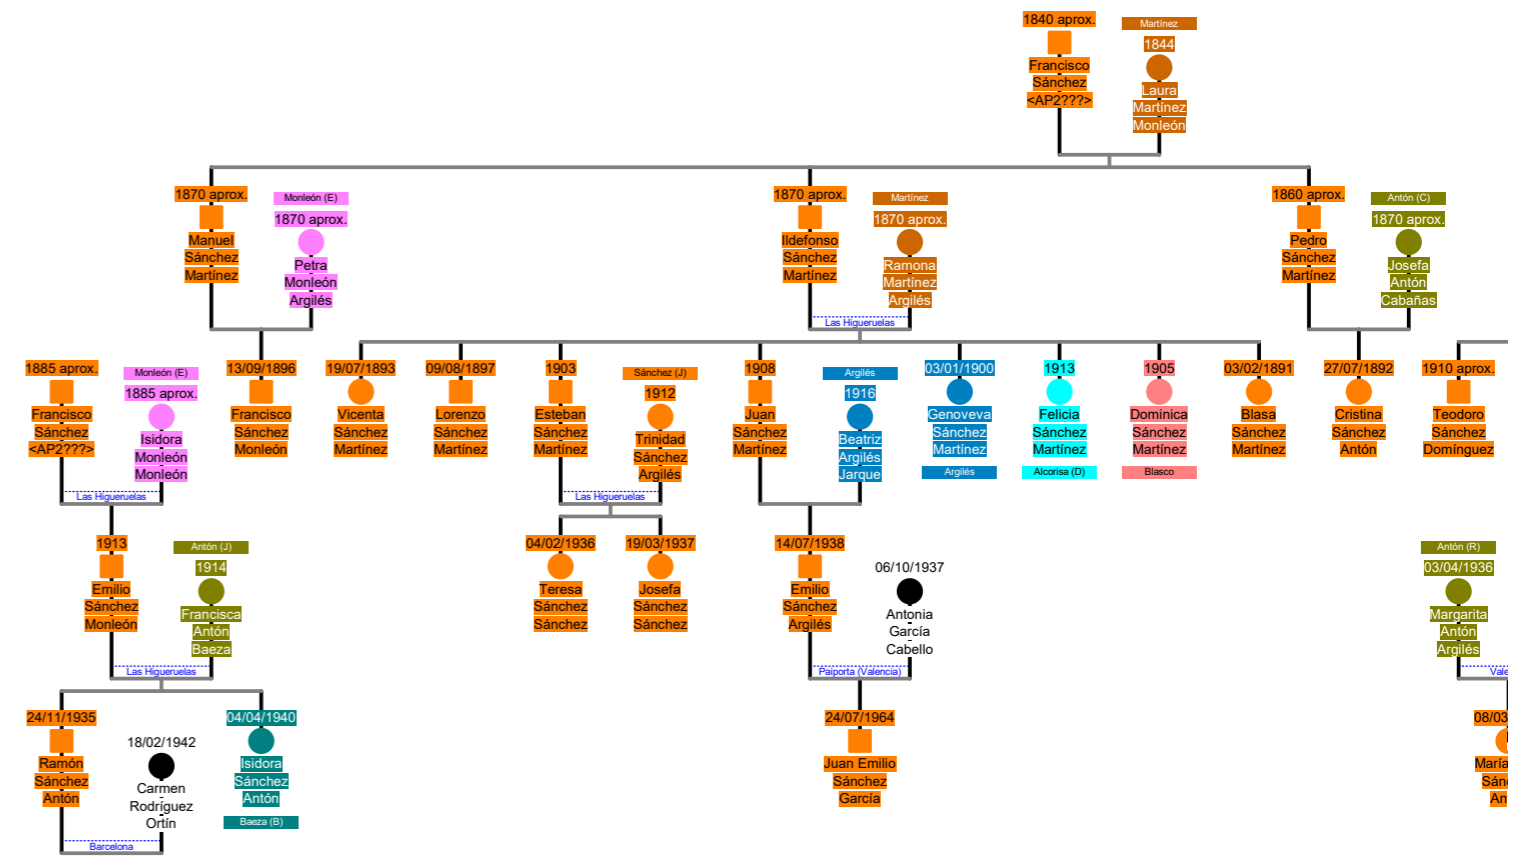 1840 aprox.
Francisco
Sánchez
<AP2???>
Martínez
1844
Laura
Martínez
Monleón
1870 aprox.
Manuel
Sánchez
Martínez
Monleón (E)
1870 aprox.
Petra
Monleón
Argilés
1870 aprox.
Ildefonso
Sánchez
Martínez
Martínez
1870 aprox.
Ramona
Martínez
Argilés
Las Higueruelas
1860 aprox.
Pedro
Sánchez
Martínez
Antón (C)
1870 aprox.
Josefa
Antón
Cabañas
1885 aprox.
Francisco
Sánchez
<AP2???>
Monleón (E)
1885 aprox.
Isidora
Monleón
Monleón
Las Higueruelas
13/09/1896
Francisco
Sánchez
Monleón
19/07/1893
Vicenta
Sánchez
Martínez
09/08/1897
Lorenzo
Sánchez
Martínez
1903
Esteban
Sánchez
Martínez
Sánchez (J)
1912
Trinidad
Sánchez
Argilés
Las Higueruelas
1908
Juan
Sánchez
Martínez
Argilés
1916
Beatriz
Argilés
Jarque
03/01/1900
Genoveva
Sánchez
Martínez
Argilés
1913
Felicia
Sánchez
Martínez
Alcorisa (D)
1905
Dominica
Sánchez
Martínez
Blasco
03/02/1891
Blasa
Sánchez
Martínez
27/07/1892
Cristina
Sánchez
Antón
1910 aprox.
Teodoro
Sánchez
Domínguez
1913
Emilio
Sánchez
Monleón
Antón (J)
1914
Francisca
Antón
Baeza
Las Higueruelas
04/02/1936
Teresa
Sánchez
Sánchez
19/03/1937
Josefa
Sánchez
Sánchez
14/07/1938
Emilio
Sánchez
Argilés
06/10/1937
Antonia
García
Cabello
Paiporta (Valencia)
Antón (R)
03/04/1936
Margarita
Antón
Argilés
Vale
24/11/1935
Ramón
Sánchez
Antón
18/02/1942
Carmen
Rodríguez
Ortín
Barcelona
04/04/1940
Isidora
Sánchez
Antón
Baeza (B)
24/07/1964
Juan Emilio
Sánchez
García
08/03
María
Sán
An